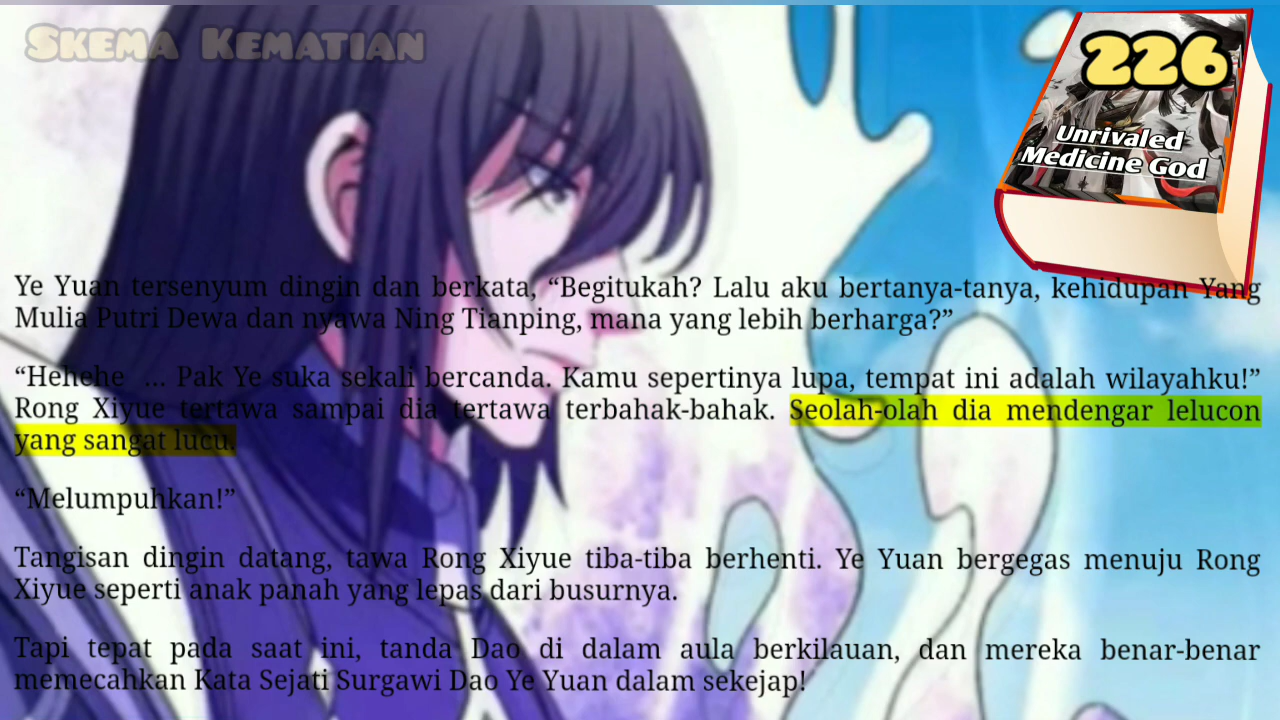 Skema Kematian
226
Unrivaled
Medicine God
Ye Yuan tersenyum dingin dan berkata, “Begitukah? Lalu aku bertanya-tanya, kehidupan Yang
Mulia Putri Dewa dan nyawa Ning Tianping, mana yang lebih berharga?”
“Hehehe ... Pak Ye suka sekali bercanda. Kamu sepertinya lupa, tempat ini adalah wilayahku!”
Rong Xiyue tertawa sampai dia tertawa terbahak-bahak. Seolah-olah dia mendengar lelucon
yang sangat lucu.
“Melumpuhkan!”
Tangisan dingin datang, tawa Rong Xiyue tiba-tiba berhenti. Ye Yuan bergegas menuju Rong
Xiyue seperti anak panah yang lepas dari busurnya.
Tapi tepat pada saat ini, tanda Dao di dalam aula berkilauan, dan mereka benar-benar
memecahkan Kata Sejati Surgawi Dao Ye Yuan dalam sekejap!